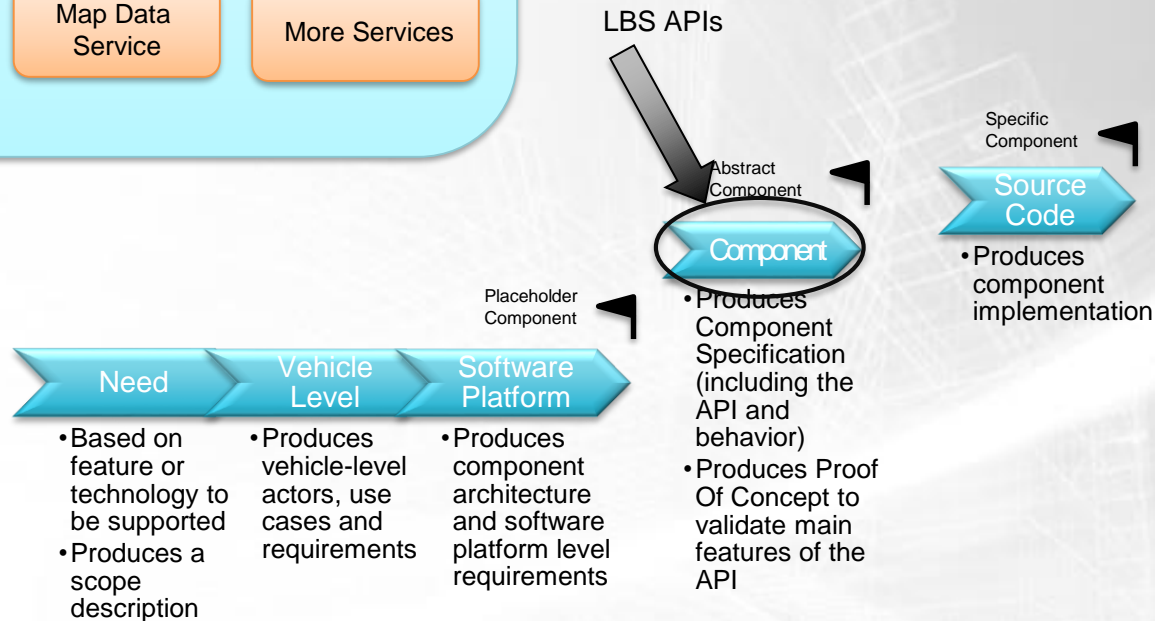 Map Data
Service
More Services
LBS APIs
Specific
Component
Source
Code
•Produces
component
implementation
Abstract
Component
Component
•Produces
Component
Specification
(including the
API and
behavior)
•Produces Proof
Of Concept to
validate main
features of the
API
Placeholder
Component
Need
•Based on
feature or
technology to
be supported
•Produces a
scope
description
Vehicle
Level
•Produces
vehicle-level
actors, use
cases and
requirements
Software
Platform
•Produces
component
architecture
and software
platform level
requirements